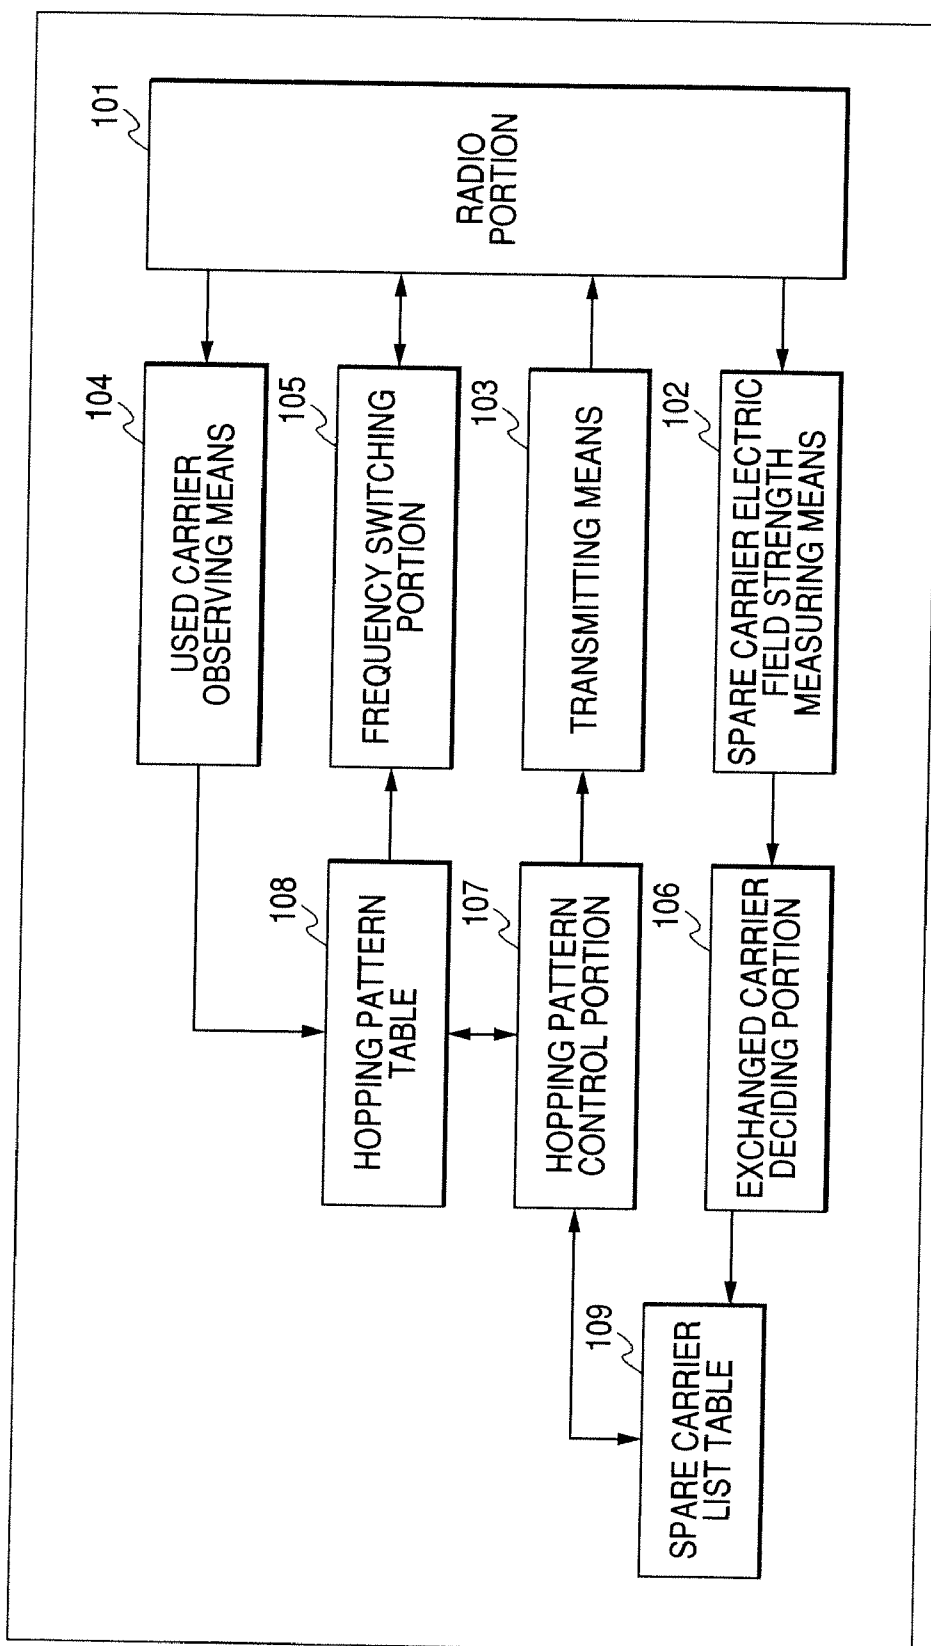 101
RADIO
PORTION
104
USED CARRIER
OBSERVING MEANS
105
FREQUENCY SWITCHING
PORTION
103
TRANSMITTING MEANS
102
SPARE CARRIER ELECTRIC
FIELD STRENGTH
MEASURING MEANS
108
HOPPING PATTERN
TABLE
107
HOPPING PATTERN
CONTROL PORTION
106
EXCHANGED CARRIER
DECIDING PORTION
109
SPARE CARRIER
LIST TABLE